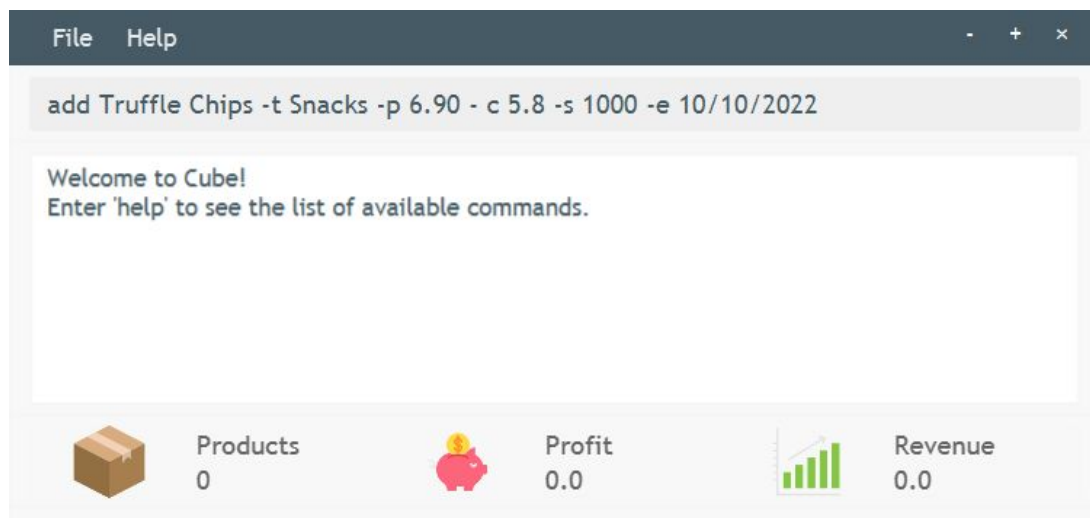 File Help - + ×
add Truffle Chips -t Snacks -p 6.90 - c 5.8 -s 1000 -e 10/10/2022
Welcome to Cube!
Enter 'help' to see the list of available commands.
Products
0
$
Profit
0.0
Revenue
0.0